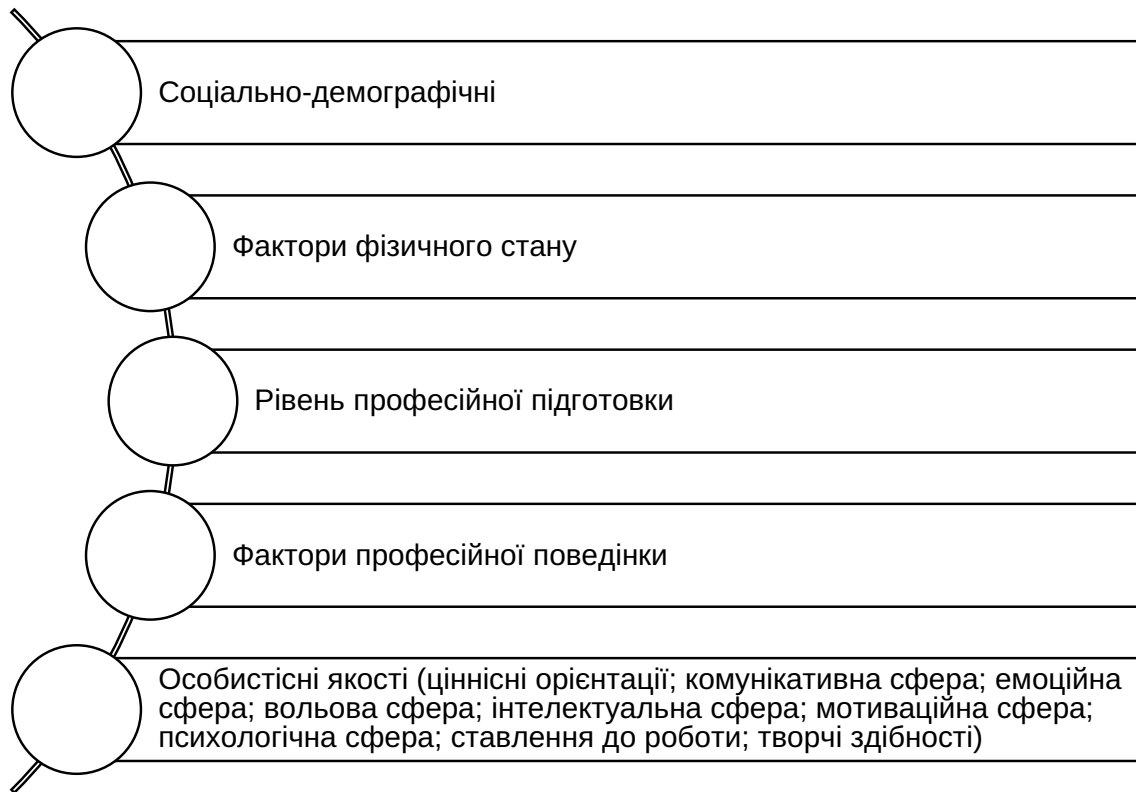 Соціально-демографічні
Фактори фізичного стану
Рівень професійної підготовки
Фактори професійної поведінки
Особистісні якості (ціннісні орієнтації; комунікативна сфера; емоційна
сфера; вольова сфера; інтелектуальна сфера; мотиваційна сфера;
психологічна сфера; ставлення до роботи; творчі здібності)